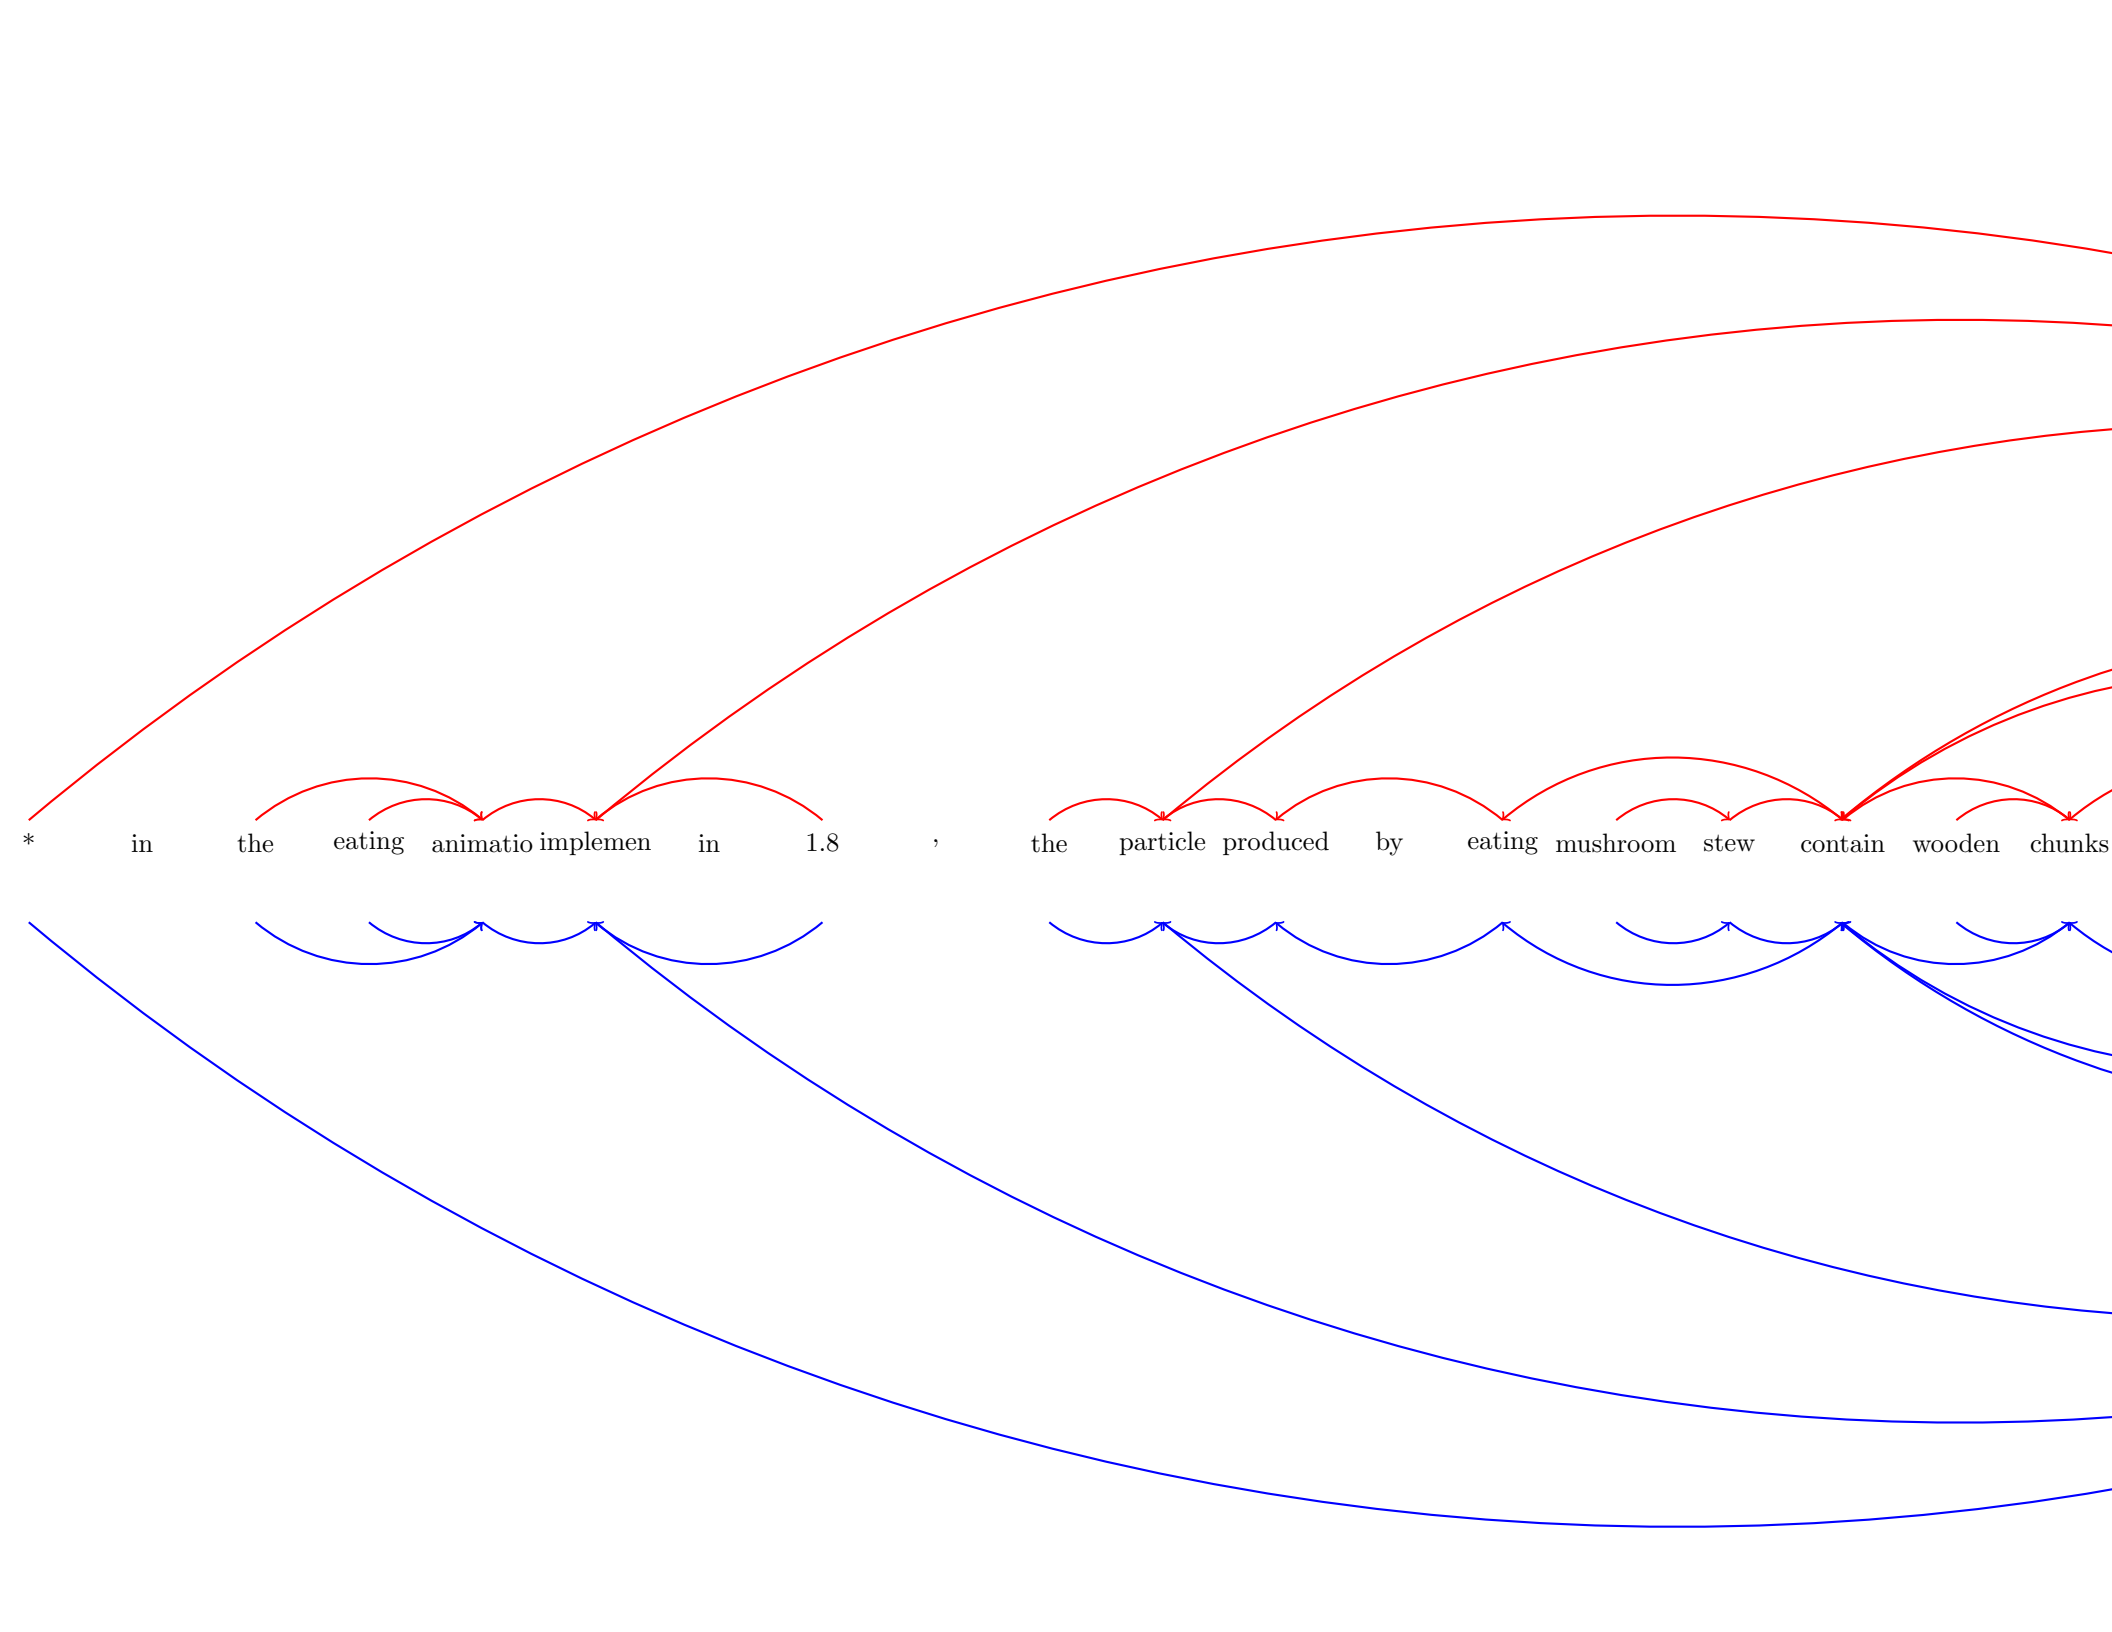 * in the eating animatio implemen in 1.8 , the particle produced by eating mushroom stew contain wooden chunks